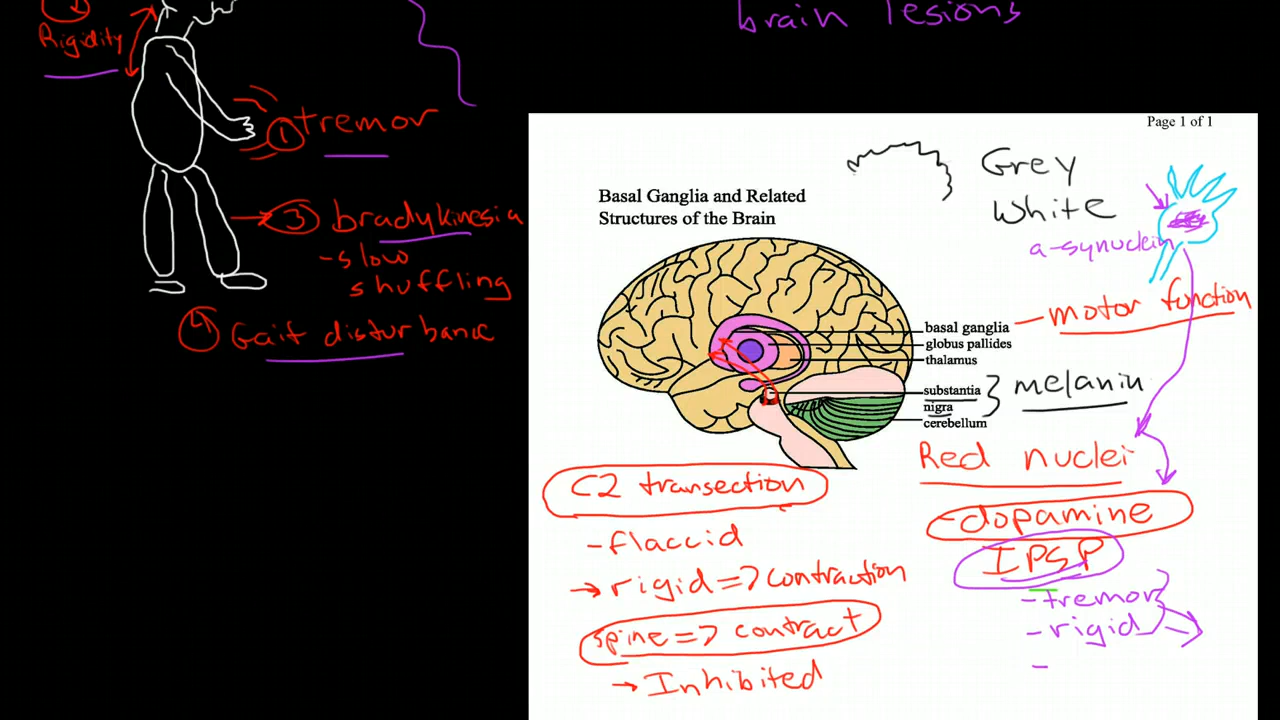 brain lesions
②
Rigidity
① tremor
③ bradykinesia
-slow
shuffling
④ Gait disturbance
Page 1 of 1
Basal Ganglia and Related
Structures of the Brain
Grey
White
a-synuclein
motor function
basal ganglia
globus pallides
thalamus
substantia
nigra
cerebellum
melanin
Red nuclei
-dopamine
IPSP
-tremor
-rigid
-
C2 transection
-flaccid
→ rigid => contraction
spine => contract
→ Inhibited